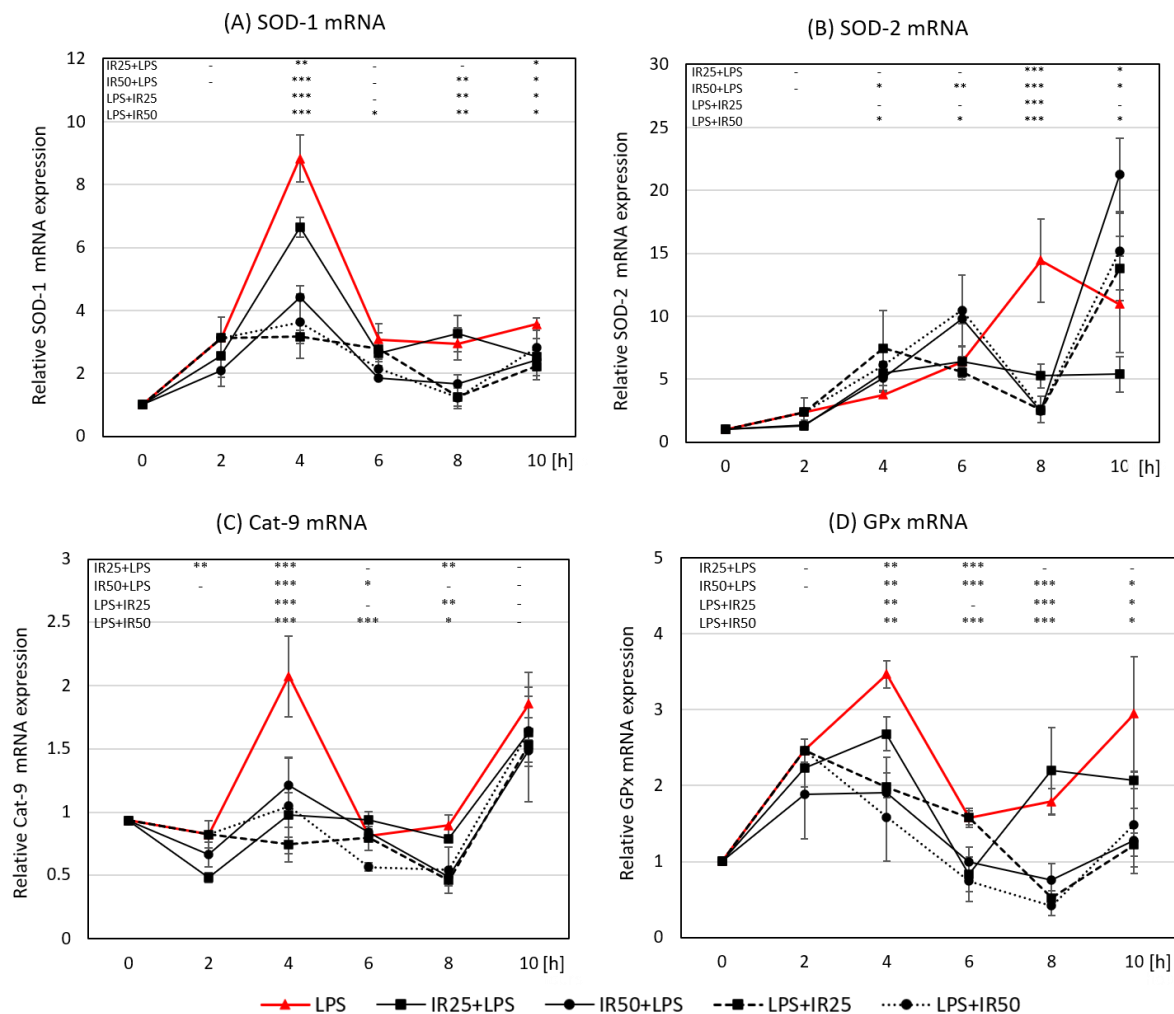 (A) SOD-1 mRNA
Relative SOD-1 mRNA expression
12
10
8
6
4
2
0
IR25+LPS - ** - - *
IR50+LPS - *** - ** *
LPS+IR25 *** - ** *
LPS+IR50 *** * ** *
0 2 4 6 8 10 [h]
(B) SOD-2 mRNA
Relative SOD-2 mRNA expression
30
25
20
15
10
5
0
IR25+LPS - - - *** *
IR50+LPS - * ** *** *
LPS+IR25 - - *** -
LPS+IR50 * * *** *
0 2 4 6 8 10 [h]
(C) Cat-9 mRNA
Relative Cat-9 mRNA expression
3
2.5
2
1.5
1
0.5
0
IR25+LPS ** *** - ** -
IR50+LPS - *** * - -
LPS+IR25 *** - ** -
LPS+IR50 *** *** * -
0 2 4 6 8 10 [h]
(D) GPx mRNA
Relative GPx mRNA expression
5
4
3
2
1
0
IR25+LPS - ** *** - -
IR50+LPS - ** *** *** *
LPS+IR25 ** - *** *
LPS+IR50 ** *** *** *
0 2 4 6 8 10 [h]
LPS IR25+LPS IR50+LPS LPS+IR25 LPS+IR50